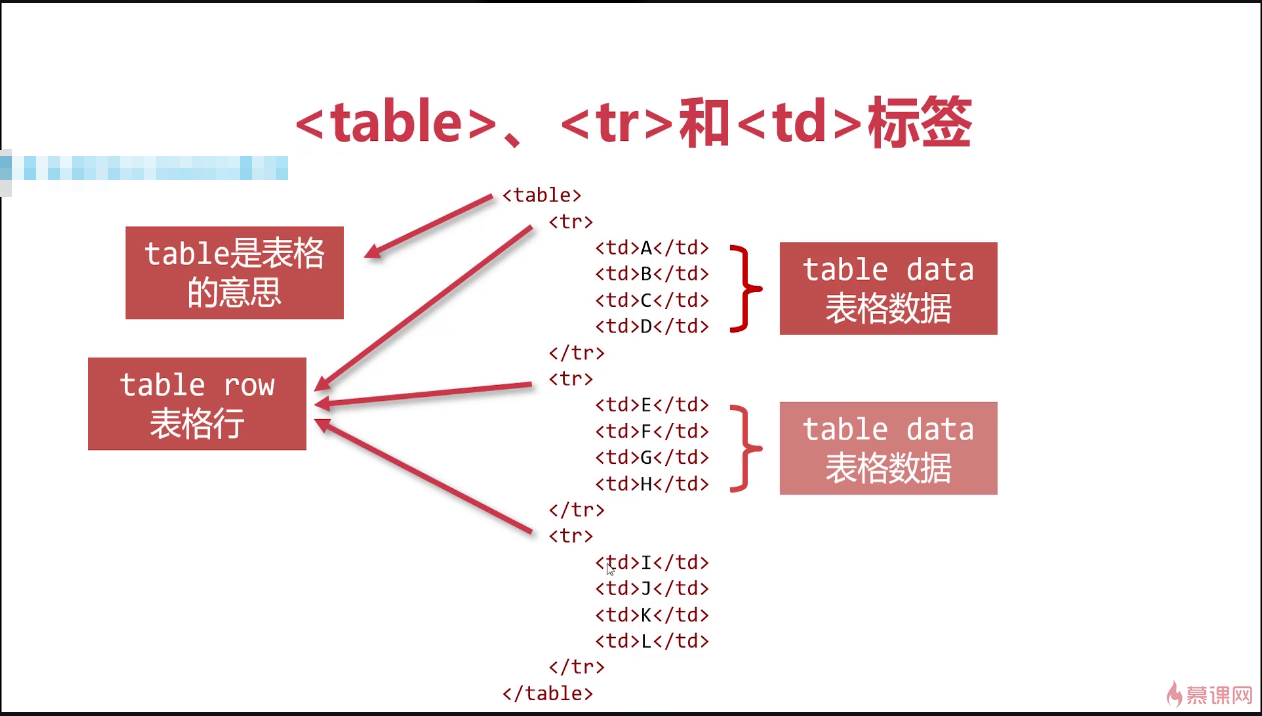 <table>、<tr>和<td>标签
table是表格
的意思
table row
表格行
<table>
<tr>
<td>A</td>
<td>B</td>
<td>C</td>
<td>D</td>
</tr>
<tr>
<td>E</td>
<td>F</td>
<td>G</td>
<td>H</td>
</tr>
<tr>
<td>I</td>
<td>J</td>
<td>K</td>
<td>L</td>
</tr>
</table>
table data
表格数据
table data
表格数据
慕课网